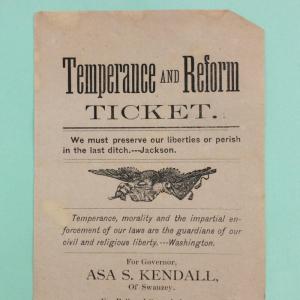 Temperance AND Reform
TICKET.
We must preserve our liberties or perish
in the last ditch.---Jackson.
Temperance, morality and the impartial en-
forcement of our laws are the guardians of our
civil and religious liberty.---Washington.
For Governor,
ASA S. KENDALL,
Of Swanzey.